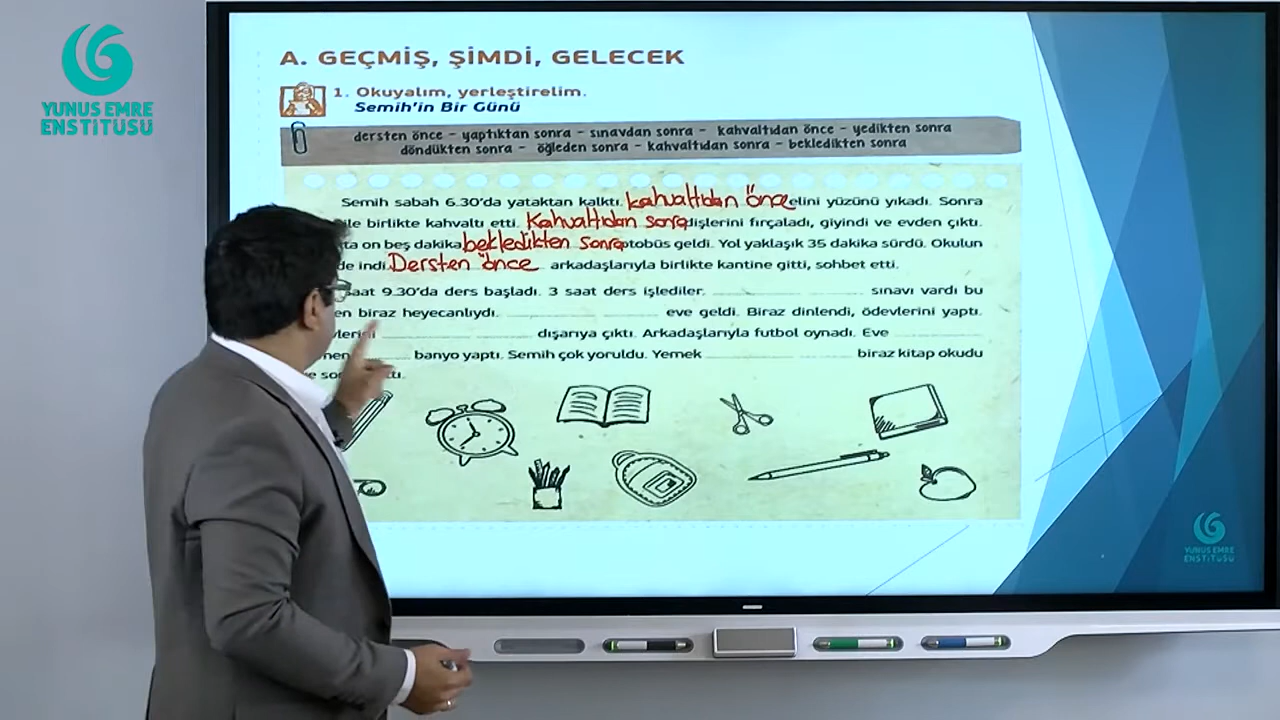 YUNUS EMRE
ENSTİTÜSÜ
A. GEÇMİŞ, ŞİMDİ, GELECEK
1. Okuyalım, yerleştirelim.
Semih'in Bir Günü
dersten önce - yaptıktan sonra - sınavdan sonra - kahvaltıdan önce - yedikten sonra
döndükten sonra - öğleden sonra - kahvaltıdan sonra - bekledikten sonra
Semih sabah 6.30'da yataktan kalktı. kahvaltıdan önce elini yüzünü yıkadı. Sonra
ile birlikte kahvaltı etti. Kahvaltıdan sonra dişlerini fırçaladı, giyindi ve evden çıktı.
on beş dakika bekledikten sonra otobüs geldi. Yol yaklaşık 35 dakika sürdü. Okulun
indi. Dersten önce arkadaşlarıyla birlikte kantine gitti, sohbet etti.
saat 9.30'da ders başladı. 3 saat ders işlediler. sınavı vardı bu
biraz heyecanlıydı. eve geldi. Biraz dinlendi, ödevlerini yaptı.
dışarıya çıktı. Arkadaşlarıyla futbol oynadı. Eve
banyo yaptı. Semih çok yoruldu. Yemek biraz kitap okudu
YUNUS EMRE
ENSTİTÜSÜ